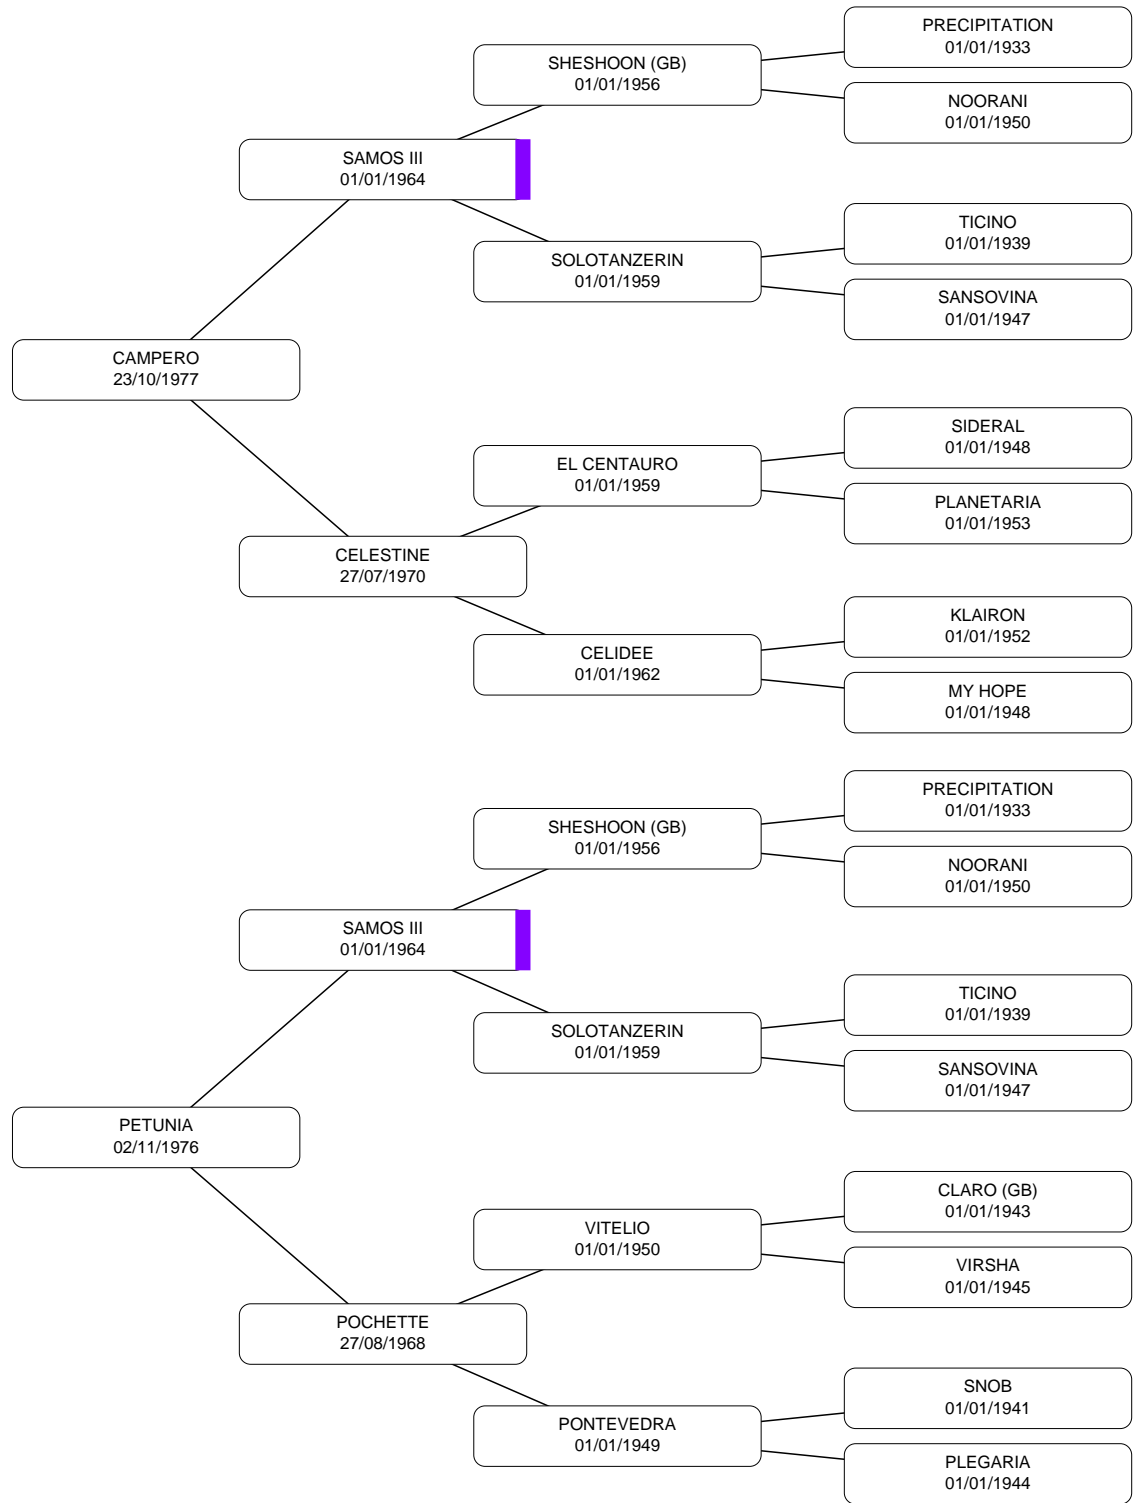 PRECIPITATION
01/01/1933
SHESHOON (GB)
01/01/1956
NOORANI
01/01/1950
SAMOS III
01/01/1964
TICINO
01/01/1939
SOLOTANZERIN
01/01/1959
SANSOVINA
01/01/1947
CAMPERO
23/10/1977
SIDERAL
01/01/1948
EL CENTAURO
01/01/1959
PLANETARIA
01/01/1953
CELESTINE
27/07/1970
KLAIRON
01/01/1952
CELIDEE
01/01/1962
MY HOPE
01/01/1948
PRECIPITATION
01/01/1933
SHESHOON (GB)
01/01/1956
NOORANI
01/01/1950
SAMOS III
01/01/1964
TICINO
01/01/1939
SOLOTANZERIN
01/01/1959
SANSOVINA
01/01/1947
PETUNIA
02/11/1976
CLARO (GB)
01/01/1943
VITELIO
01/01/1950
VIRSHA
01/01/1945
POCHETTE
27/08/1968
SNOB
01/01/1941
PONTEVEDRA
01/01/1949
PLEGARIA
01/01/1944